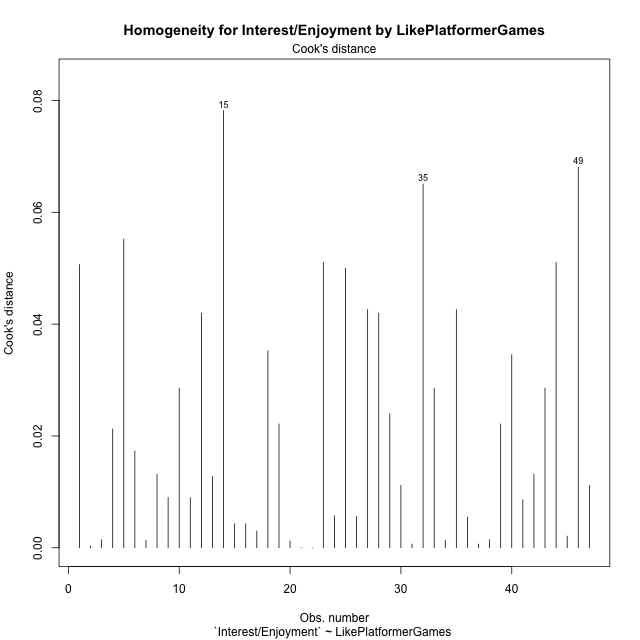 Homogeneity for Interest/Enjoyment by LikePlatformerGames
Cook's distance
0.08
15
49
35
0.06
Cook's distance
0.04
0.02
0.00
0 10 20 30 40
Obs. number
`Interest/Enjoyment` ~ LikePlatformerGames